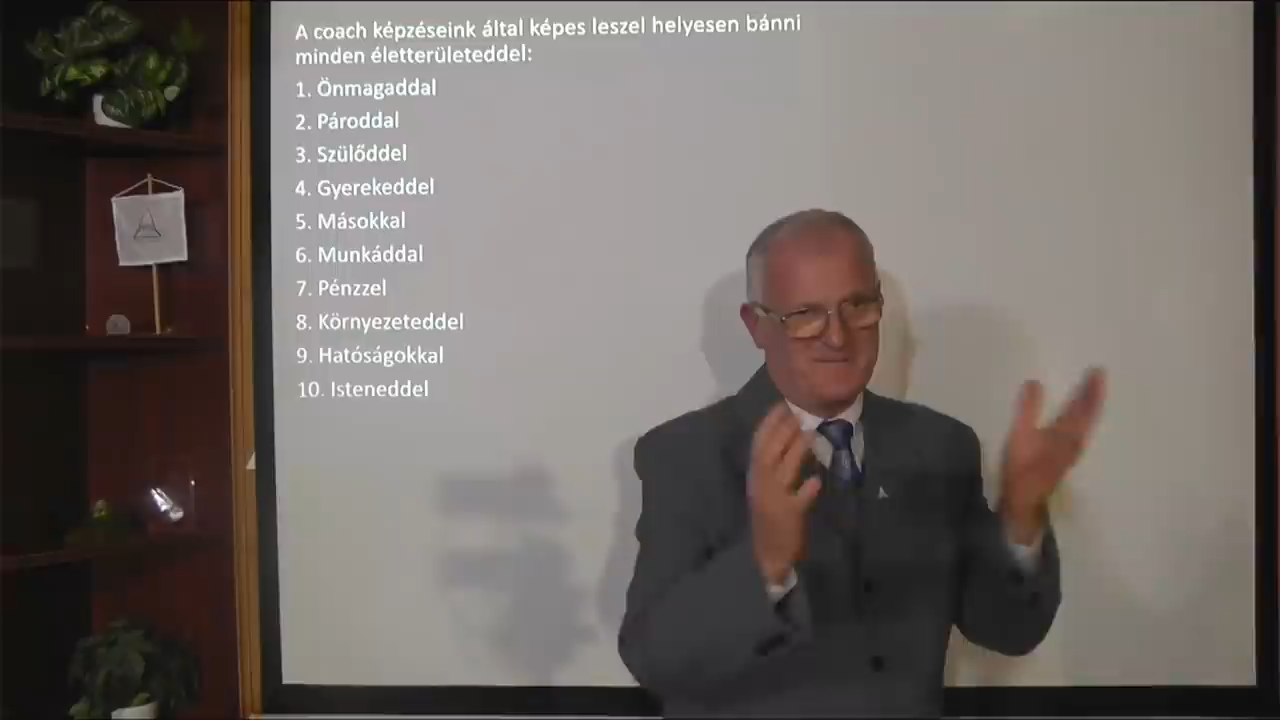 A coach képzéseink által képes leszel helyesen bánni
minden életterületeddel:
1. Önmagaddal
2. Pároddal
3. Szülőddel
4. Gyerekeddel
5. Másokkal
6. Munkáddal
7. Pénzzel
8. Környezeteddel
9. Hatóságokkal
10. Isteneddel